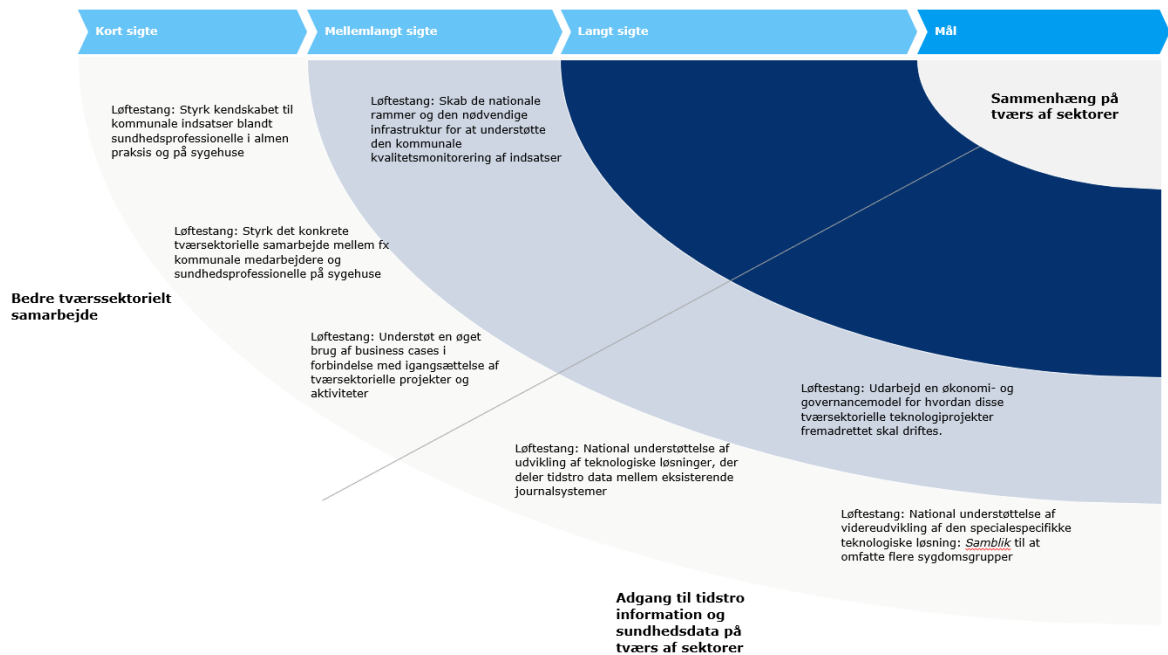 Kort sigte
Mellemlangt sigte
Langt sigte
Mål
Sammenhæng på
tværs af sektorer
Løftestang: Styrk kendskabet til
kommunale indsatser blandt
sundhedsprofessionelle i almen
praksis og på sygehuse
Løftestang: Skab de nationale
rammer og den nødvendige
infrastruktur for at understøtte
den kommunale
kvalitetsmonitorering af indsatser
Løftestang: Styrk det konkrete
tværsektorielle samarbejde mellem fx
kommunale medarbejdere og
sundhedsprofessionelle på sygehuse
Bedre tværssektorielt
samarbejde
Løftestang: Understøt en øget
brug af business cases i
forbindelse med igangsættelse af
tværsektorielle projekter og
aktiviteter
Løftestang: Udarbejd en økonomi- og
governancemodel for hvordan disse
tværsektorielle teknologiprojekter
fremadrettet skal driftes.
Løftestang: National understøttelse af
udvikling af teknologiske løsninger, der
deler tidstro data mellem eksisterende
journalsystemer
Løftestang: National understøttelse af
videreudvikling af den specialespecifikke
teknologiske løsning: Samblik til at
omfatte flere sygdomsgrupper
Adgang til tidstro
information og
sundhedsdata på
tværs af sektorer